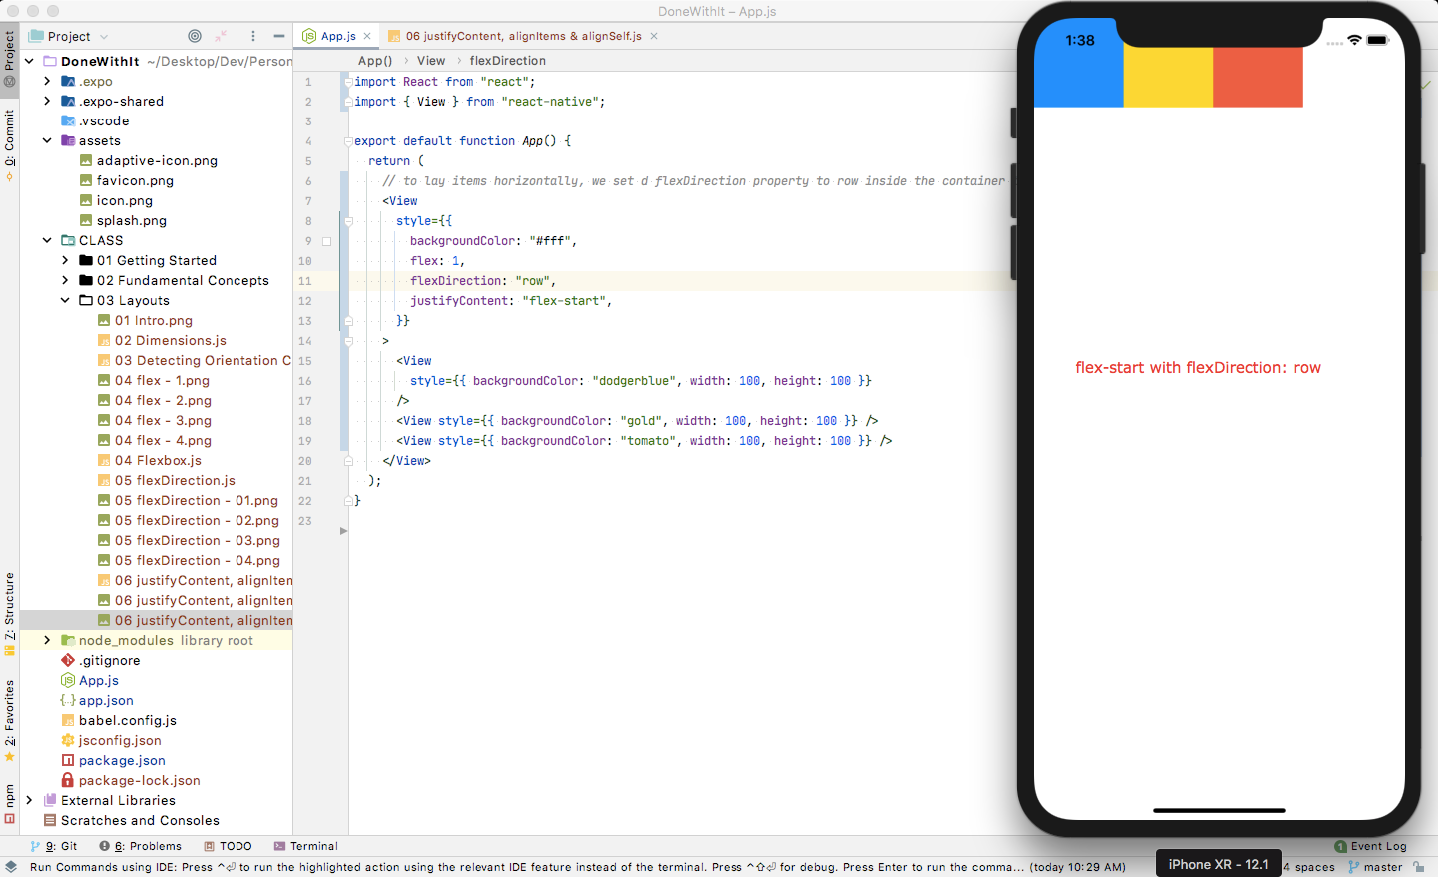 DoneWithIt – App.js
Project
App.js
06 justifyContent, alignItems & alignSelf.js
App() > View > flexDirection
Project
0: Commit
7: Structure
2: Favorites
npm
DoneWithIt ~/Desktop/Dev/Person
.expo
.expo-shared
.vscode
assets
adaptive-icon.png
favicon.png
icon.png
splash.png
CLASS
01 Getting Started
02 Fundamental Concepts
03 Layouts
01 Intro.png
02 Dimensions.js
03 Detecting Orientation C
04 flex - 1.png
04 flex - 2.png
04 flex - 3.png
04 flex - 4.png
04 Flexbox.js
05 flexDirection.js
05 flexDirection - 01.png
05 flexDirection - 02.png
05 flexDirection - 03.png
05 flexDirection - 04.png
06 justifyContent, alignIten
06 justifyContent, alignIten
06 justifyContent, alignIten
node_modules library root
.gitignore
App.js
app.json
babel.config.js
jsconfig.json
package.json
package-lock.json
External Libraries
Scratches and Consoles
1 import React from "react";
2 import { View } from "react-native";
3
4 export default function App() {
5 return (
6 // to lay items horizontally, we set d flexDirection property to row inside the container
7 <View
8 style={{
9 backgroundColor: "#fff",
10 flex: 1,
11 flexDirection: "row",
12 justifyContent: "flex-start",
13 }}
14 >
15 <View
16 style={{ backgroundColor: "dodgerblue", width: 100, height: 100 }}
17 />
18 <View style={{ backgroundColor: "gold", width: 100, height: 100 }} />
19 <View style={{ backgroundColor: "tomato", width: 100, height: 100 }} />
20 </View>
21 );
22 }
23
1:38
flex-start with flexDirection: row
iPhone XR - 12.1
9: Git
6: Problems
TODO
Terminal
1 Event Log
Run Commands using IDE: Press ^⏎ to run the highlighted action using the relevant IDE feature instead of the terminal. Press ^⇧⏎ for debug. Press Enter to run the comma... (today 10:29 AM)
4 spaces
master